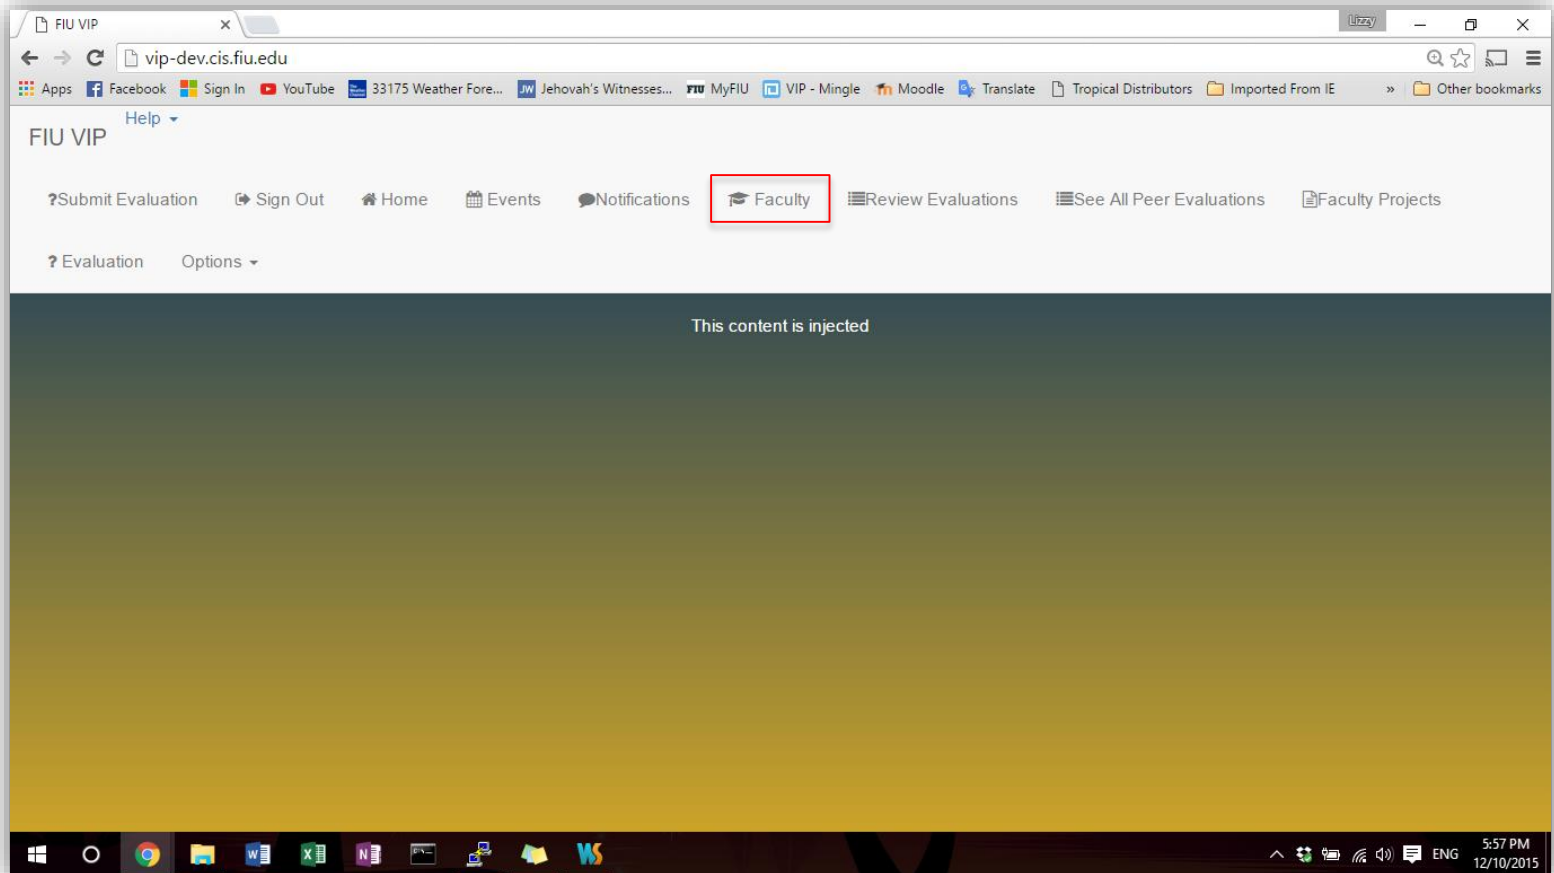 FIU VIP
Lizzy
vip-dev.cis.fiu.edu
Apps Facebook Sign In YouTube 33175 Weather Fore... JW Jehovah's Witnesses... FIU MyFIU VIP - Mingle Moodle Translate Tropical Distributors Imported From IE » Other bookmarks
FIU VIP Help
?Submit Evaluation Sign Out Home Events Notifications Faculty Review Evaluations See All Peer Evaluations Faculty Projects
? Evaluation Options
This content is injected
ENG 5:57 PM
12/10/2015